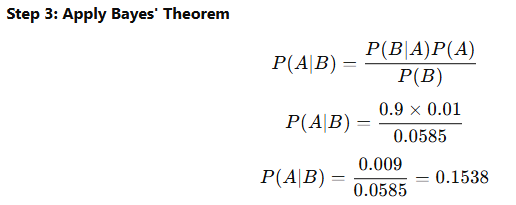 Step 3: Apply Bayes' Theorem
P(A|B) = P(B|A)P(A) / P(B)
P(A|B) = 0.9 × 0.01 / 0.0585
P(A|B) = 0.009 / 0.0585 = 0.1538